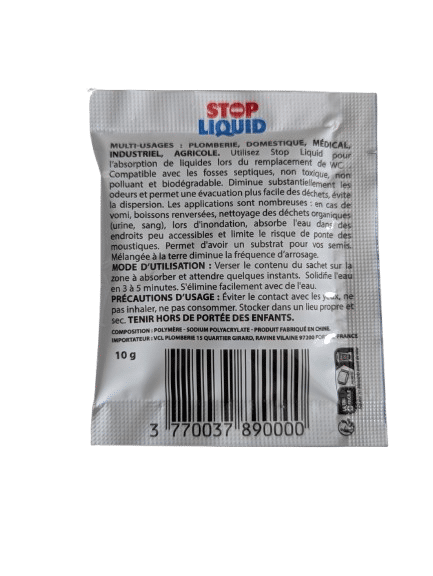 STOP
LIQUID
MULTI-USAGES : PLOMBERIE, DOMESTIQUE, MÉDICAL,
INDUSTRIEL, AGRICOLE. Utilisez Stop Liquid pour
l'absorption de liquides lors du remplacement de WC...
Compatible avec les fosses septiques, non toxique, non
polluant et biodégradable. Diminue substantiellement les
odeurs et permet une évacuation plus facile des déchets, évite
la dispersion. Les applications sont nombreuses : en cas de
vomi, boissons renversées, nettoyage des déchets organiques
(urine, sang), lors d'inondation, absorbe l'eau dans des
endroits peu accessibles et limite le risque de ponte des
moustiques. Permet d'avoir un substrat pour vos semis.
Mélangée à la terre diminue la fréquence d'arrosage.
MODE D'UTILISATION : Verser le contenu du sachet sur la
zone à absorber et attendre quelques instants. Solidifie l'eau
en 3 à 5 minutes. S'élimine facilement avec de l'eau.
PRÉCAUTIONS D'USAGE : Éviter le contact avec les yeux, ne
pas inhaler, ne pas consommer. Stocker dans un lieu propre et
sec. TENIR HORS DE PORTÉE DES ENFANTS.
COMPOSITION : POLYMÈRE - SODIUM POLYACRYLATE - PRODUIT FABRIQUÉ EN CHINE
IMPORTATEUR : VCL PLOMBERIE 15 QUARTIER GIRARD, RAVINE VILAINE 97200 FRANCE
10 g
3 770037 890000